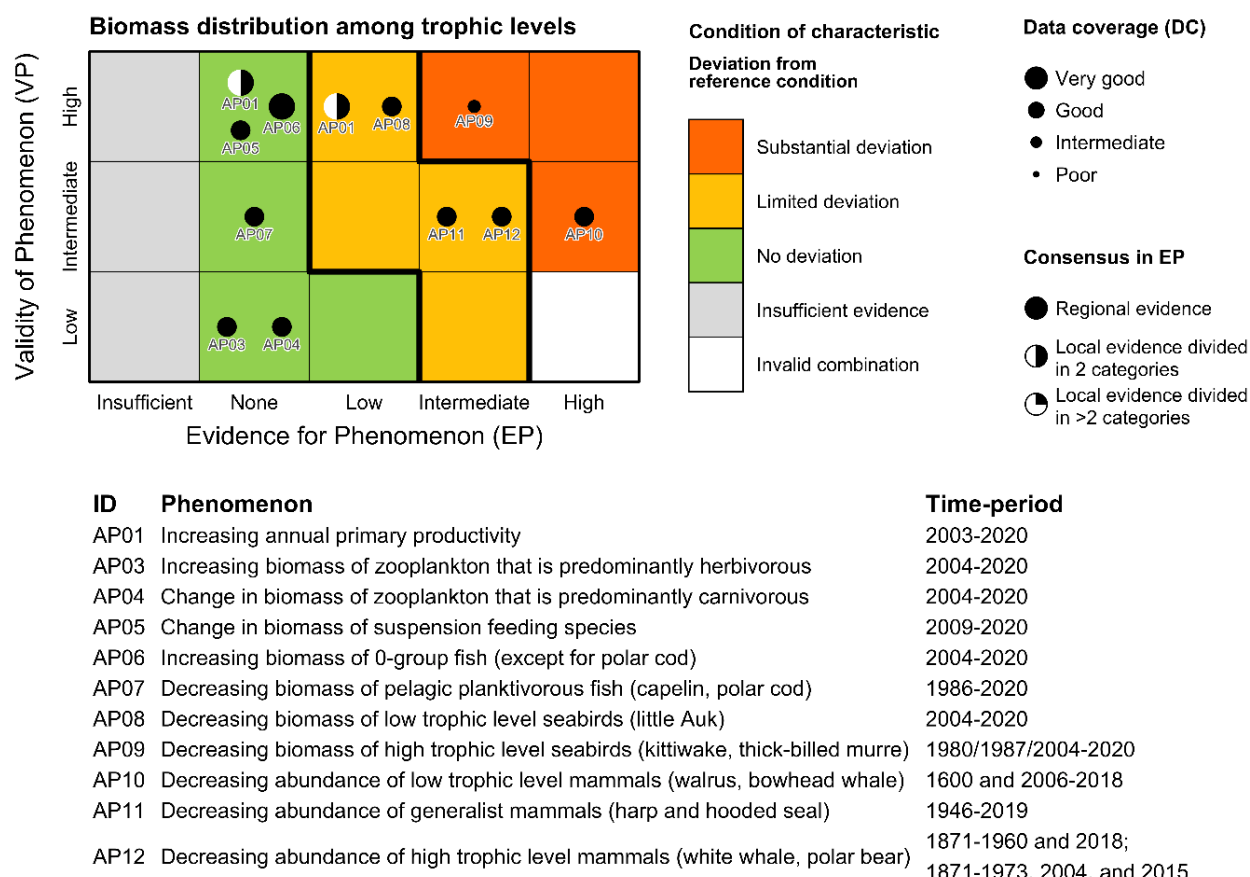 Biomass distribution among trophic levels
Validity of Phenomenon (VP)
High
Intermediate
Low
AP01
AP06
AP05
AP01
AP08
AP09
AP07
AP11
AP12
AP10
AP03
AP04
Insufficient
None
Low
Intermediate
High
Evidence for Phenomenon (EP)
Condition of characteristic
Deviation from
reference condition
Substantial deviation
Limited deviation
No deviation
Insufficient evidence
Invalid combination
Data coverage (DC)
Very good
Good
Intermediate
Poor
Consensus in EP
Regional evidence
Local evidence divided
in 2 categories
Local evidence divided
in >2 categories
ID Phenomenon Time-period
AP01 Increasing annual primary productivity 2003-2020
AP03 Increasing biomass of zooplankton that is predominantly herbivorous 2004-2020
AP04 Change in biomass of zooplankton that is predominantly carnivorous 2004-2020
AP05 Change in biomass of suspension feeding species 2009-2020
AP06 Increasing biomass of 0-group fish (except for polar cod) 2004-2020
AP07 Decreasing biomass of pelagic planktivorous fish (capelin, polar cod) 1986-2020
AP08 Decreasing biomass of low trophic level seabirds (little Auk) 2004-2020
AP09 Decreasing biomass of high trophic level seabirds (kittiwake, thick-billed murre) 1980/1987/2004-2020
AP10 Decreasing abundance of low trophic level mammals (walrus, bowhead whale) 1600 and 2006-2018
AP11 Decreasing abundance of generalist mammals (harp and hooded seal) 1946-2019
AP12 Decreasing abundance of high trophic level mammals (white whale, polar bear) 1871-1960 and 2018;
1871-1973, 2004, and 2015